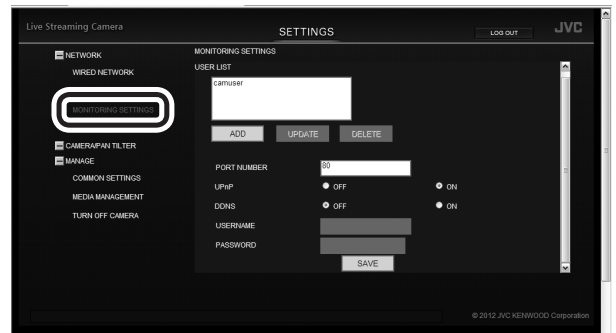 Live Streaming Camera
SETTINGS
LOG OUT
JVC
NETWORK
WIRED NETWORK
MONITORING SETTINGS
CAMERA/PAN TILTER
MANAGE
COMMON SETTINGS
MEDIA MANAGEMENT
TURN OFF CAMERA
MONITORING SETTINGS
USER LIST
camuser
ADD UPDATE DELETE
PORT NUMBER 80
UPnP OFF ON
DDNS OFF ON
USERNAME
PASSWORD
SAVE
© 2012 JVC KENWOOD Corporation